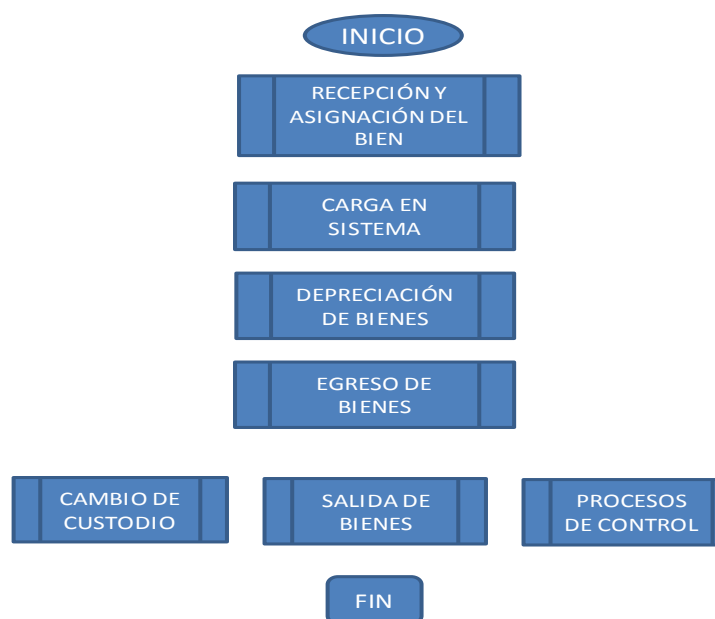 INICIO
RECEPCIÓN Y
ASIGNACIÓN DEL
BIEN
CARGA EN
SISTEMA
DEPRECIACIÓN
DE BIENES
EGRESO DE
BIENES
CAMBIO DE
CUSTODIO
SALIDA DE
BIENES
PROCESOS
DE CONTROL
FIN